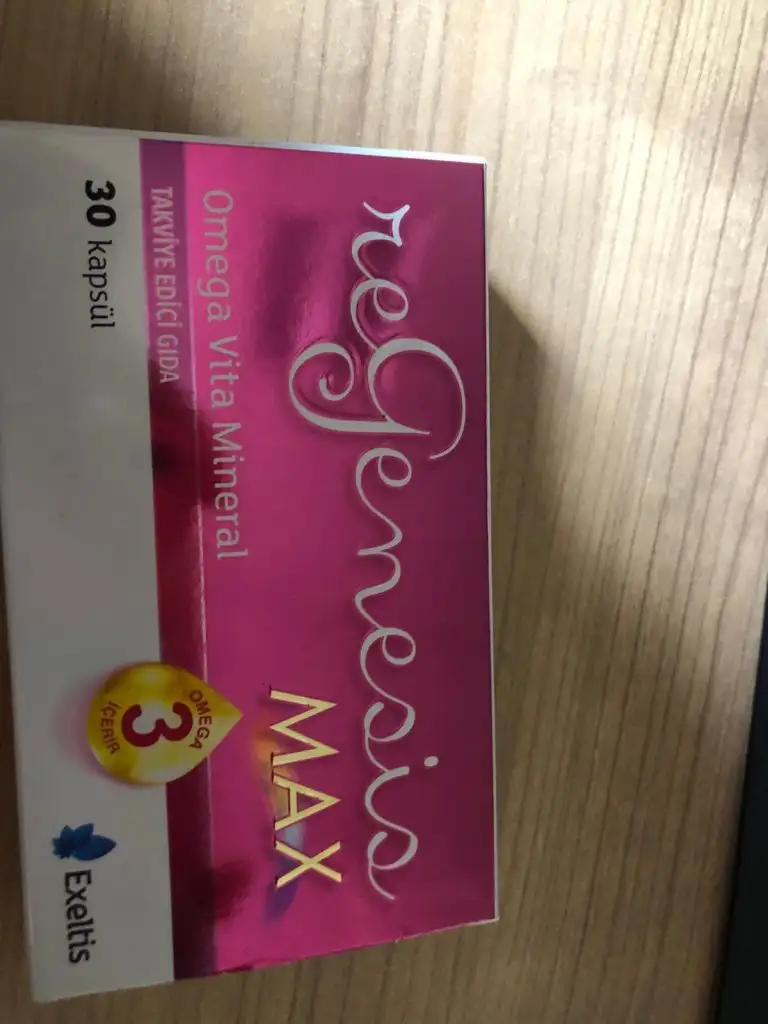 reGenesis
MAX
Omega Vita Mineral
TAKVİYE EDİCİ GIDA
30 kapsül
OMEGA
3
İÇERİR
Exeltis